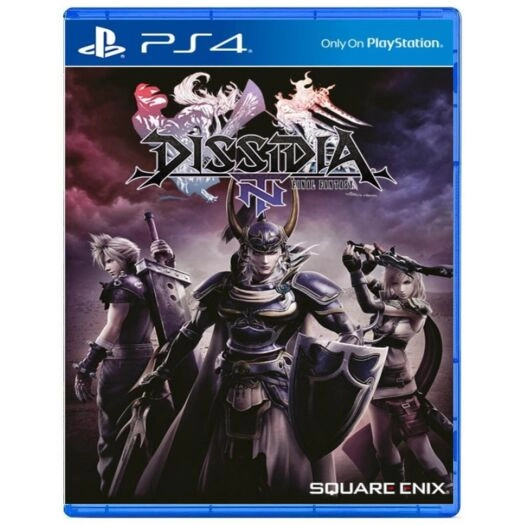 PS4
Only On PlayStation®
DISSIDIA
NT
FINAL FANTASY
SQUARE ENIX®